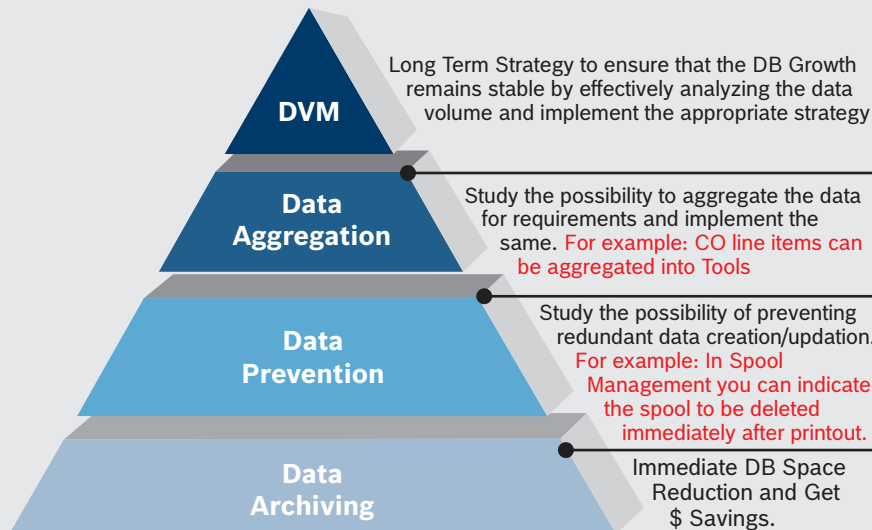 DVM
Long Term Strategy to ensure that the DB Growth
remains stable by effectively analyzing the data
volume and implement the appropriate strategy
Data
Aggregation
Study the possibility to aggregate the data
for requirements and implement the
same. For example: CO line items can
be aggregated into Tools
Data
Prevention
Study the possibility of preventing
redundant data creation/updation.
For example: In Spool
Management you can indicate
the spool to be deleted
immediately after printout.
Data
Archiving
Immediate DB Space
Reduction and Get
$ Savings.